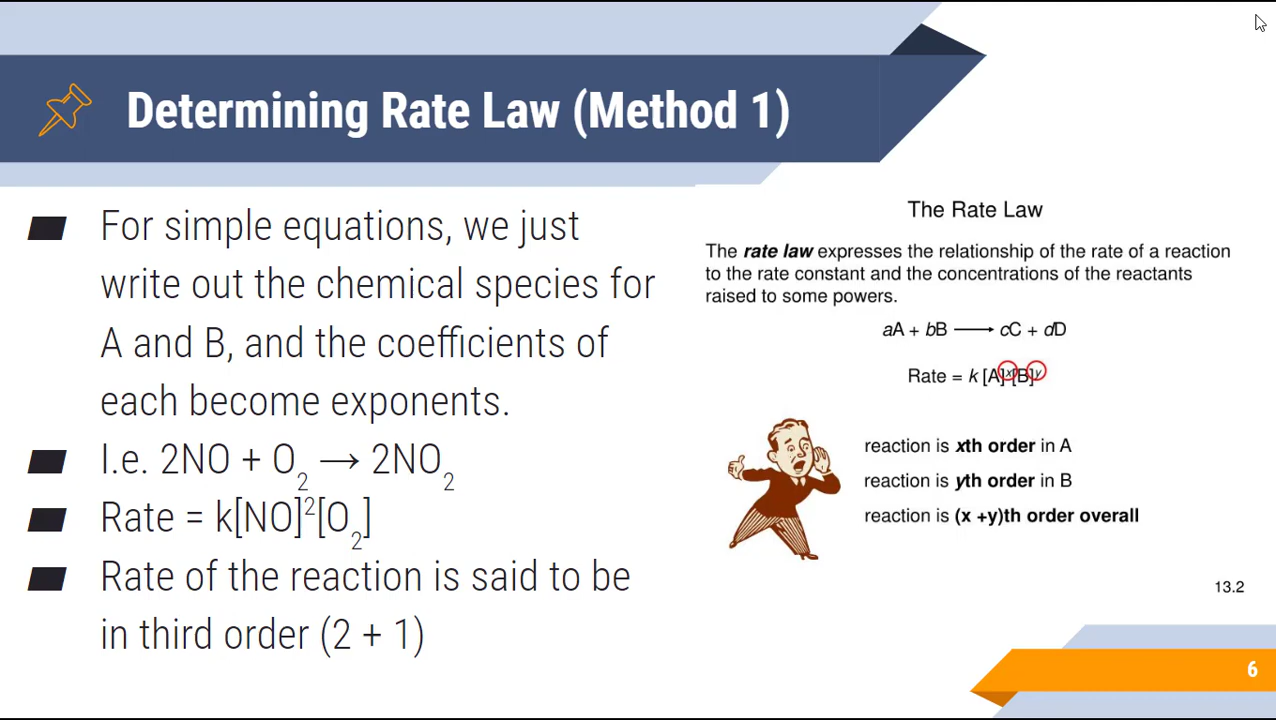 Determining Rate Law (Method 1)
For simple equations, we just
write out the chemical species for
A and B, and the coefficients of
each become exponents.
I.e. 2NO + O₂ → 2NO₂
Rate = k[NO]²[O₂]
Rate of the reaction is said to be
in third order (2 + 1)
The Rate Law
The rate law expresses the relationship of the rate of a reaction
to the rate constant and the concentrations of the reactants
raised to some powers.
aA + bB ⟶ cC + dD
Rate = k [A]ˣ[B]ʸ
reaction is xth order in A
reaction is yth order in B
reaction is (x +y)th order overall
13.2
6